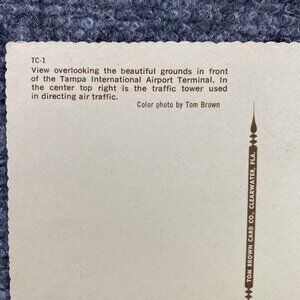 TC-1
View overlooking the beautiful grounds in front
of the Tampa International Airport Terminal. In
the center top right is the traffic tower used
in directing air traffic.
Color photo by Tom Brown
TOM BROWN CARD CO., CLEARWATER, FLA.